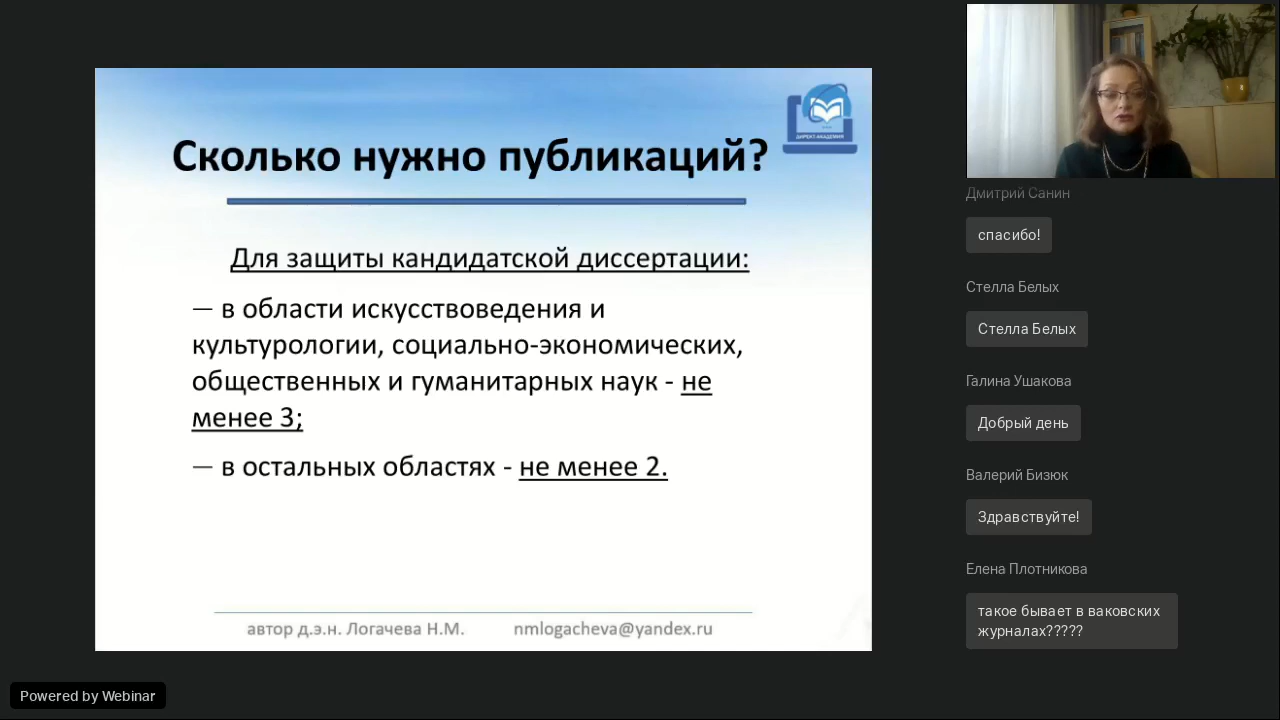 Сколько нужно публикаций?
Для защиты кандидатской диссертации:
— в области искусствоведения и
культурологии, социально-экономических,
общественных и гуманитарных наук - не
менее 3;
— в остальных областях - не менее 2.
автор д.э.н. Логачева Н.М. nmlogacheva@yandex.ru
ДИРЕКТ-АКАДЕМИЯ
Дмитрий Санин
спасибо!
Стелла Белых
Стелла Белых
Галина Ушакова
Добрый день
Валерий Бизюк
Здравствуйте!
Елена Плотникова
такое бывает в ваковских
журналах?????
Powered by Webinar